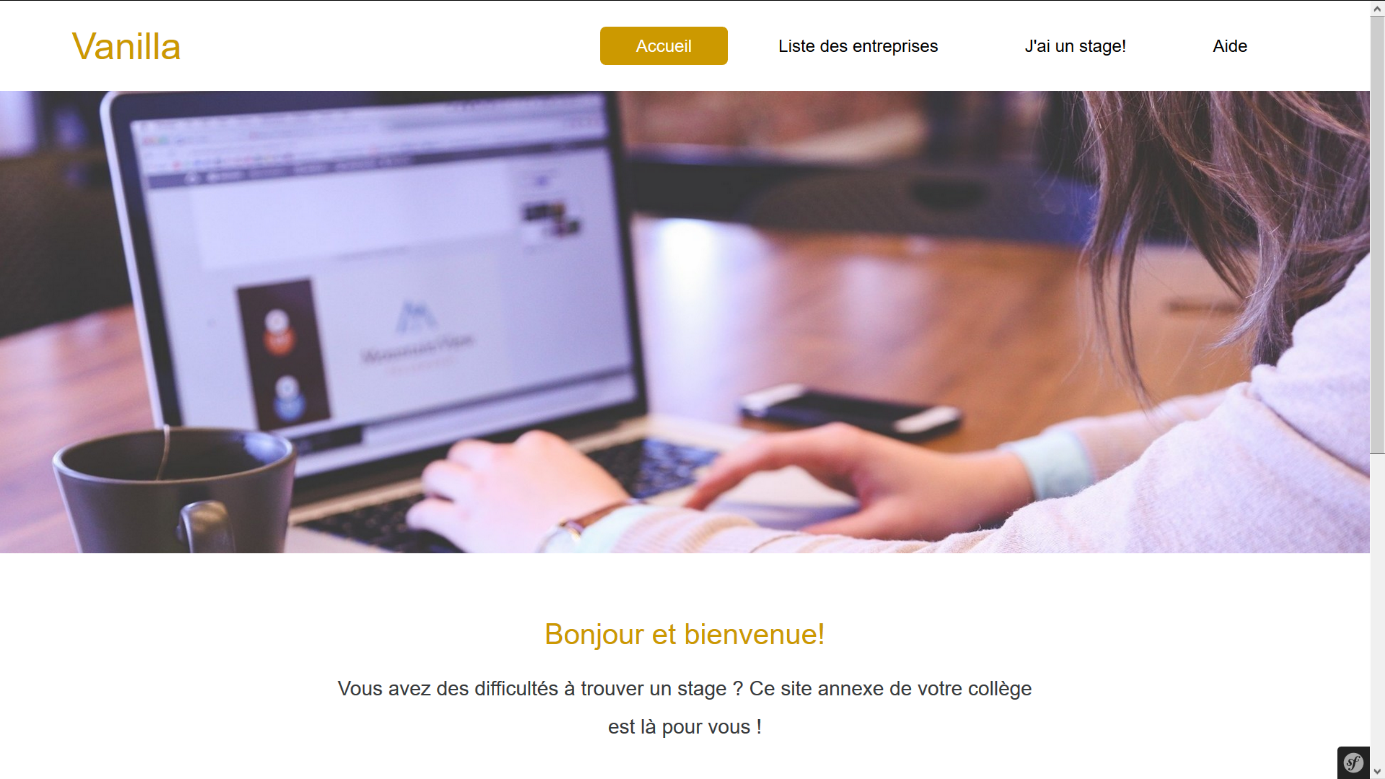 Vanilla
Accueil
Liste des entreprises
J'ai un stage!
Aide
Bonjour et bienvenue!
Vous avez des difficultés à trouver un stage ? Ce site annexe de votre collège
est là pour vous !
sf